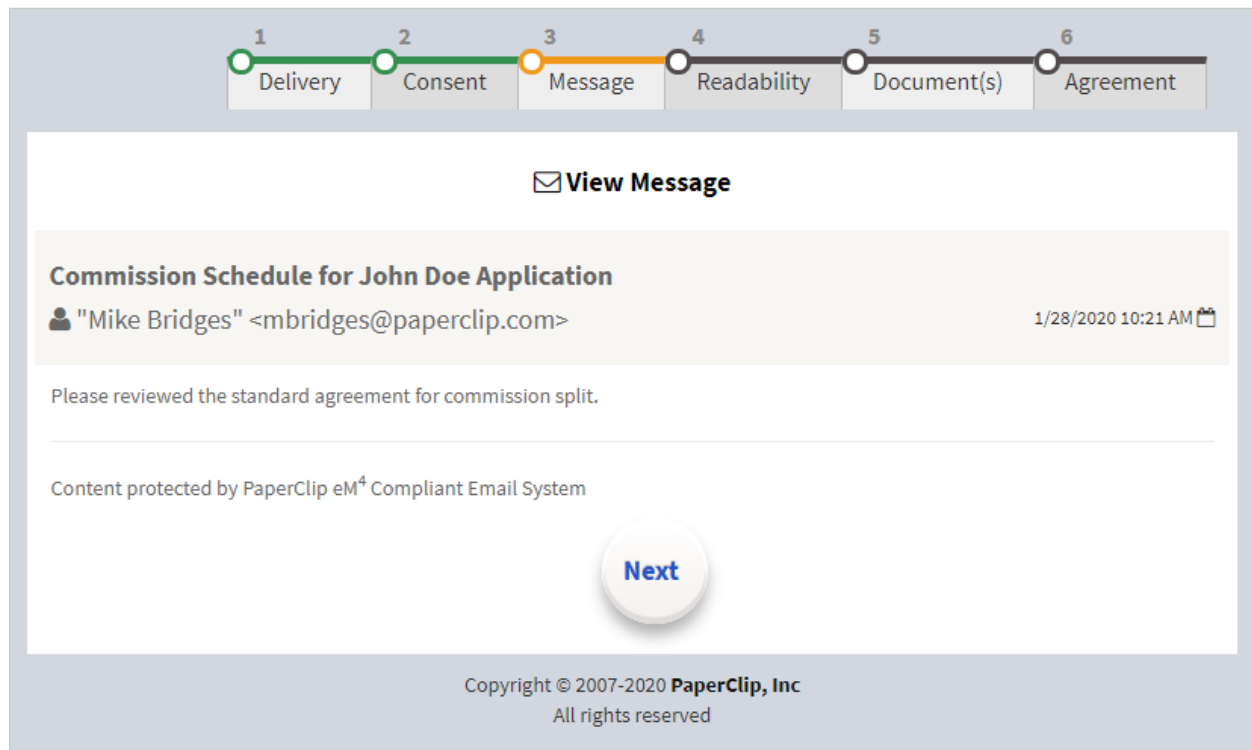 1 2 3 4 5 6
Delivery Consent Message Readability Document(s) Agreement
View Message
Commission Schedule for John Doe Application
"Mike Bridges" <mbridges@paperclip.com> 1/28/2020 10:21 AM
Please reviewed the standard agreement for commission split.
Content protected by PaperClip eM⁴ Compliant Email System
Next
Copyright © 2007-2020 PaperClip, Inc
All rights reserved